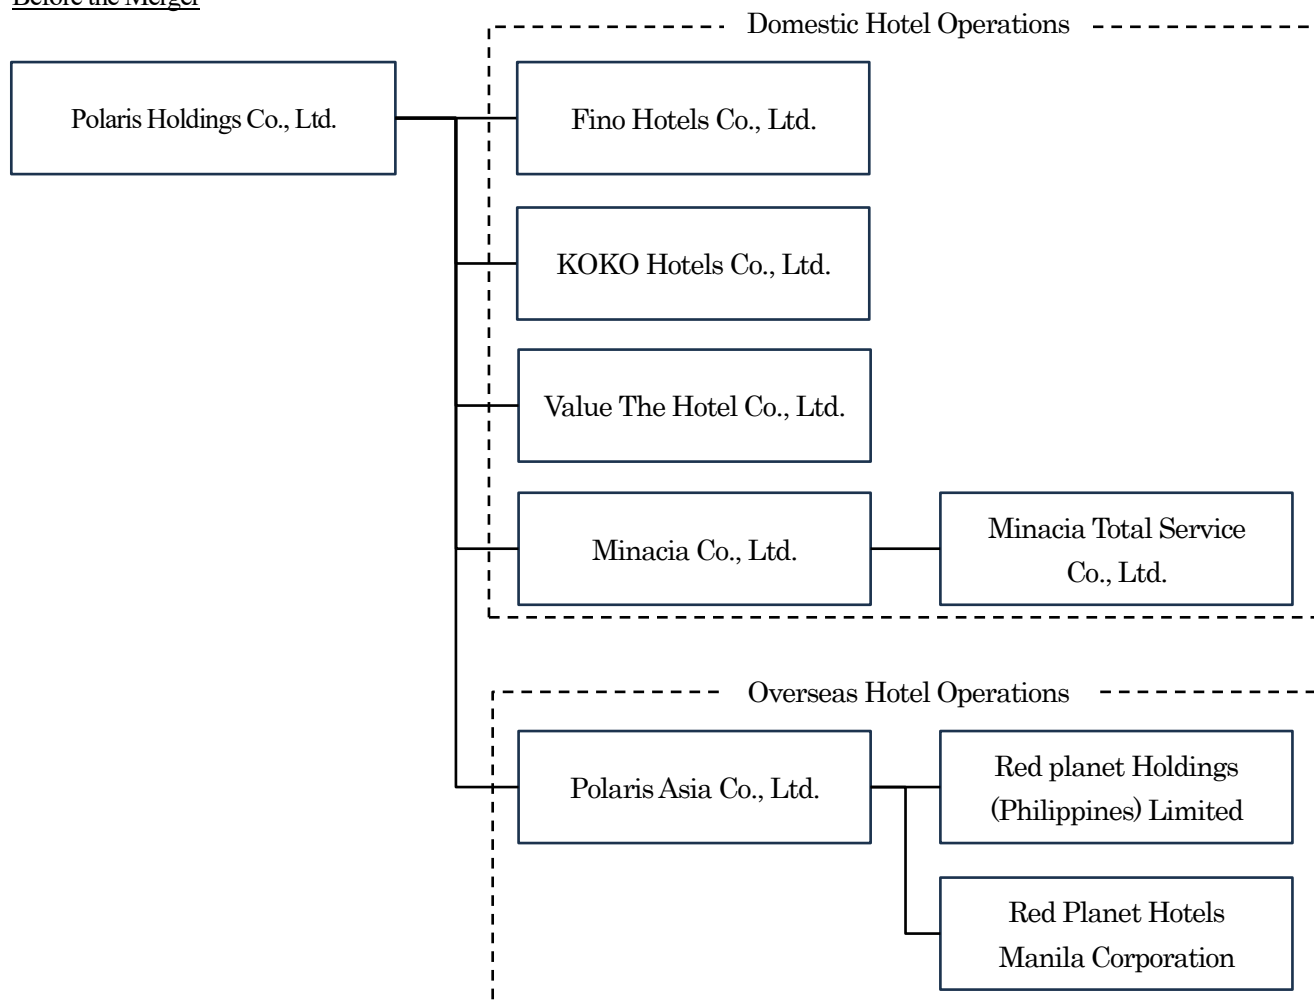 Before the Merger
Domestic Hotel Operations
Polaris Holdings Co., Ltd.
Fino Hotels Co., Ltd.
KOKO Hotels Co., Ltd.
Value The Hotel Co., Ltd.
Minacia Co., Ltd.
Minacia Total Service
Co., Ltd.
Overseas Hotel Operations
Polaris Asia Co., Ltd.
Red planet Holdings
(Philippines) Limited
Red Planet Hotels
Manila Corporation